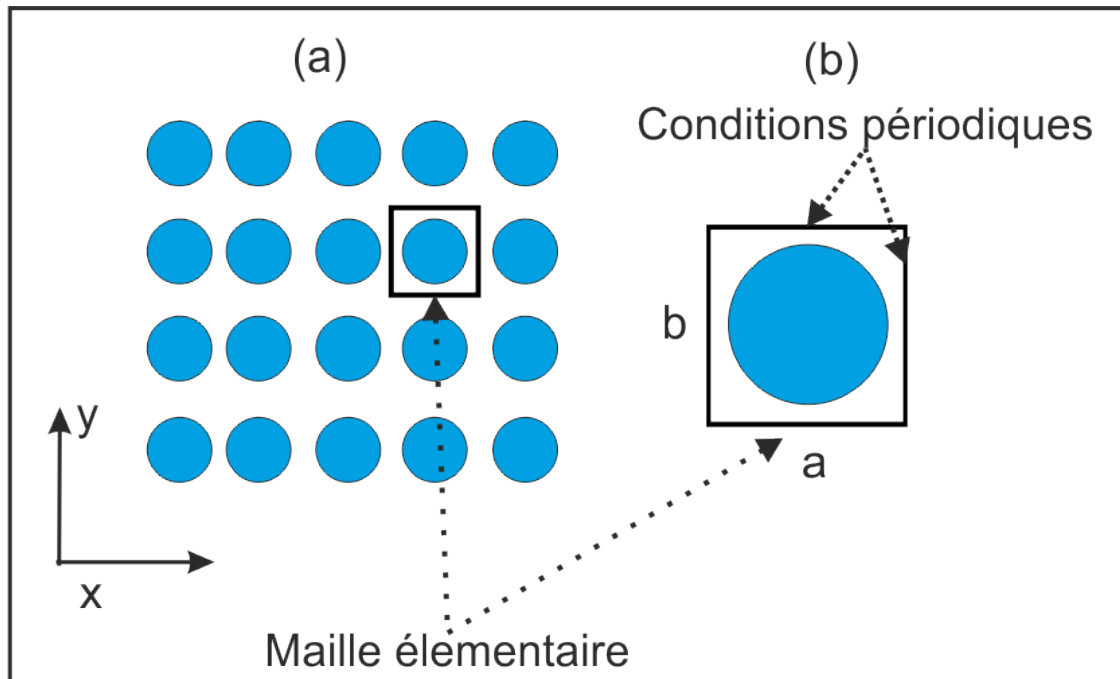 (a)
(b)
Conditions périodiques
b
a
y
x
Maille élementaire